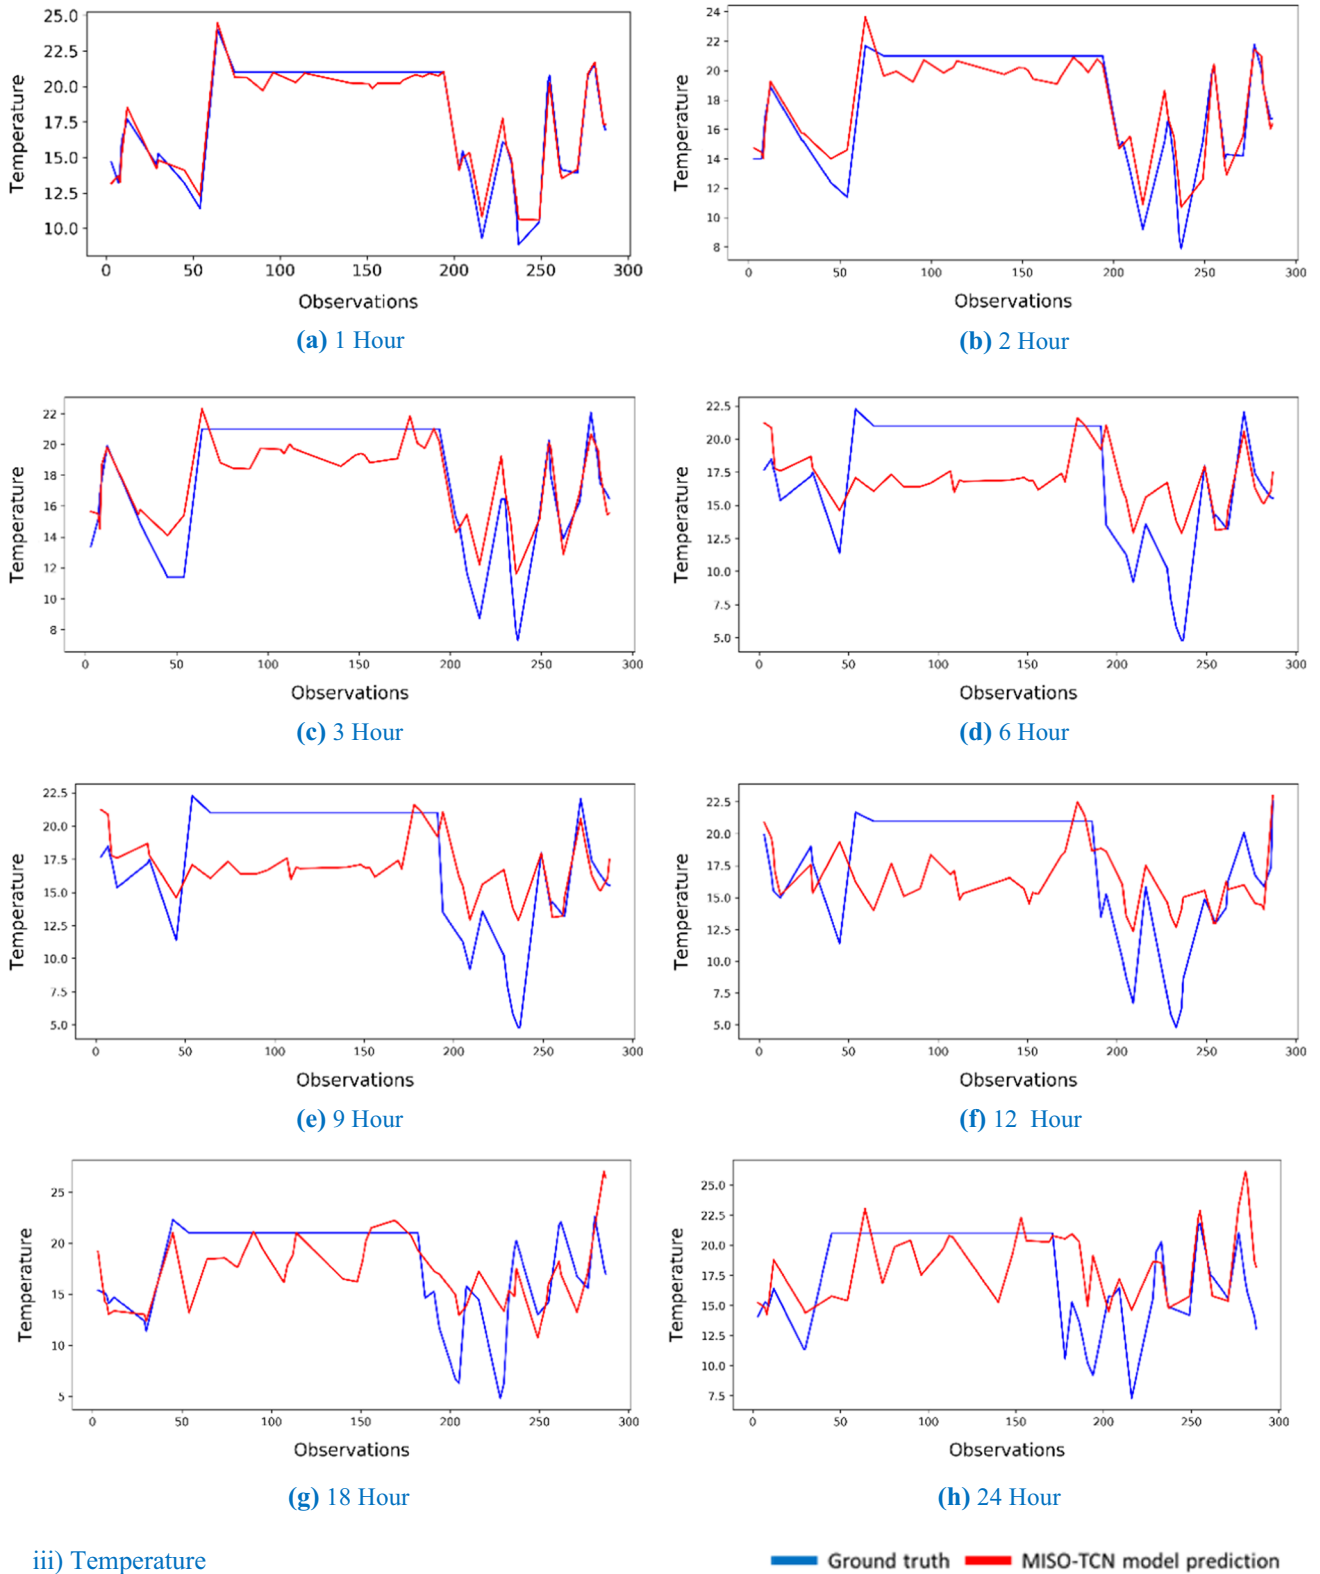 25.0
22.5
20.0
17.5
15.0
12.5
10.0
Temperature
0 50 100 150 200 250 300
Observations
(a) 1 Hour
24
22
20
18
16
14
12
10
8
Temperature
0 50 100 150 200 250 300
Observations
(b) 2 Hour
22
20
18
16
14
12
10
8
Temperature
0 50 100 150 200 250 300
Observations
(c) 3 Hour
22.5
20.0
17.5
15.0
12.5
10.0
7.5
5.0
Temperature
0 50 100 150 200 250 300
Observations
(d) 6 Hour
22.5
20.0
17.5
15.0
12.5
10.0
7.5
5.0
Temperature
0 50 100 150 200 250 300
Observations
(e) 9 Hour
22.5
20.0
17.5
15.0
12.5
10.0
7.5
5.0
Temperature
0 50 100 150 200 250 300
Observations
(f) 12 Hour
25
20
15
10
5
Temperature
0 50 100 150 200 250 300
Observations
(g) 18 Hour
25.0
22.5
20.0
17.5
15.0
12.5
10.0
7.5
Temperature
0 50 100 150 200 250 300
Observations
(h) 24 Hour
iii) Temperature
Ground truth MISO-TCN model prediction